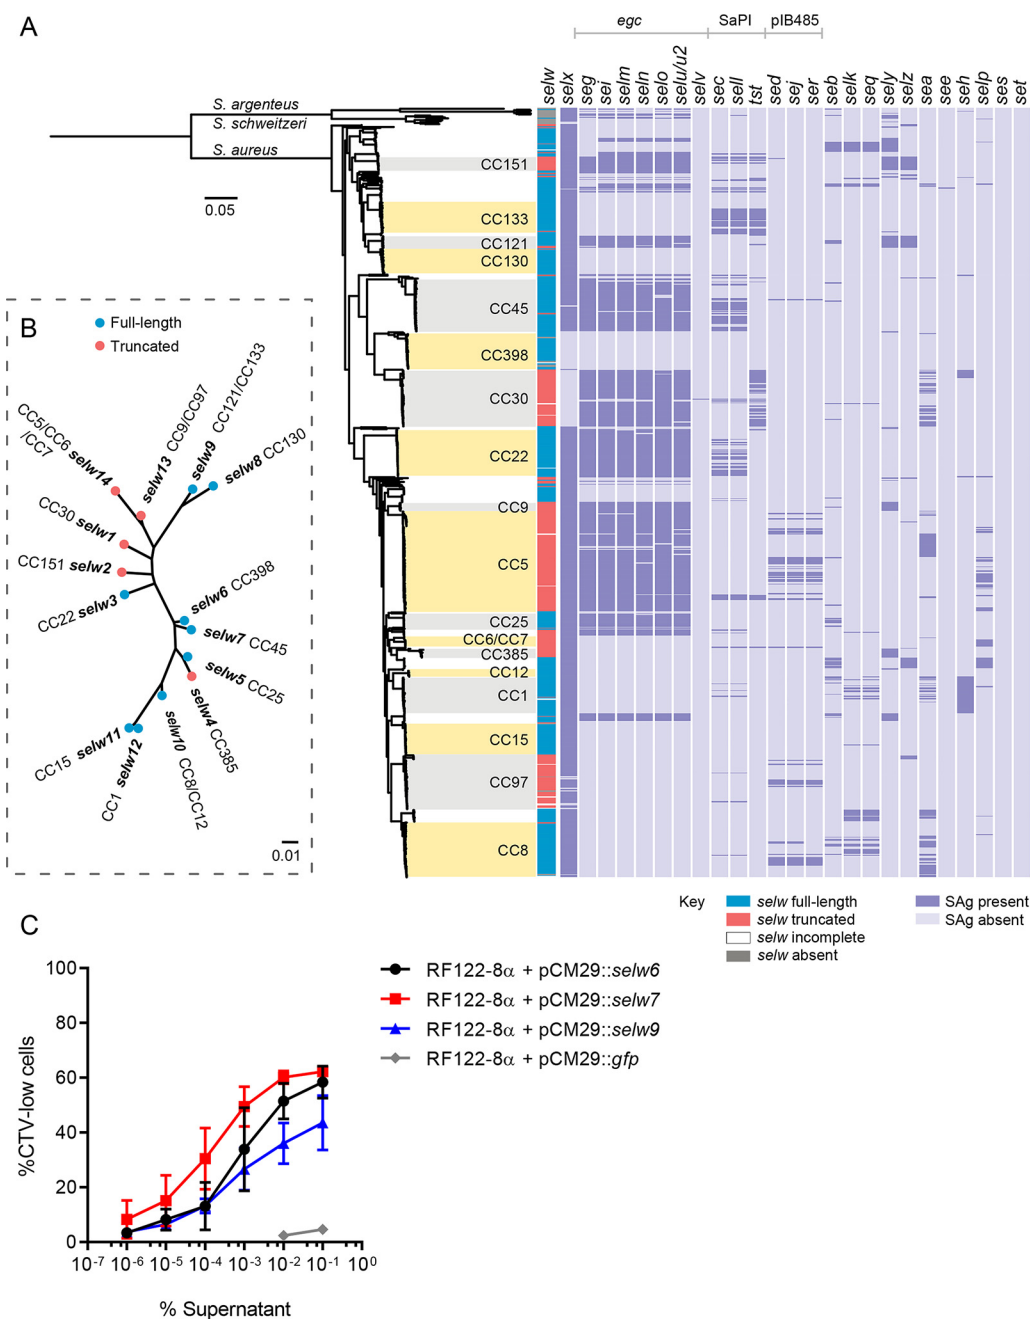 A
egc SaPI pIB485
selw selx seg sei selm seln selo selu/u2 selv sec sell tst sed sej ser seb selk seq sely selz sea see seh selp ses set
S. argenteus
S. schweitzeri
S. aureus
0.05
CC151
CC133
CC121
CC130
CC45
CC398
CC30
CC22
CC9
CC5
CC25
CC6/CC7
CC385
CC12
CC1
CC15
CC97
CC8
B
Full-length
Truncated
CC5/CC6
/CC7 selw14
selw13 CC9/CC97
selw9 CC121/CC133
selw8 CC130
CC30 selw1
CC151 selw2
CC22 selw3
selw6 CC398
selw7 CC45
selw5 CC25
selw4 CC385
selw10 CC8/CC12
CC1 selw12
CC15 selw11
0.01
Key
selw full-length
selw truncated
selw incomplete
selw absent
SAg present
SAg absent
C
%CTV-low cells
100
80
60
40
20
0
10-7 10-6 10-5 10-4 10-3 10-2 10-1 100
% Supernatant
RF122-8α + pCM29::selw6
RF122-8α + pCM29::selw7
RF122-8α + pCM29::selw9
RF122-8α + pCM29::gfp